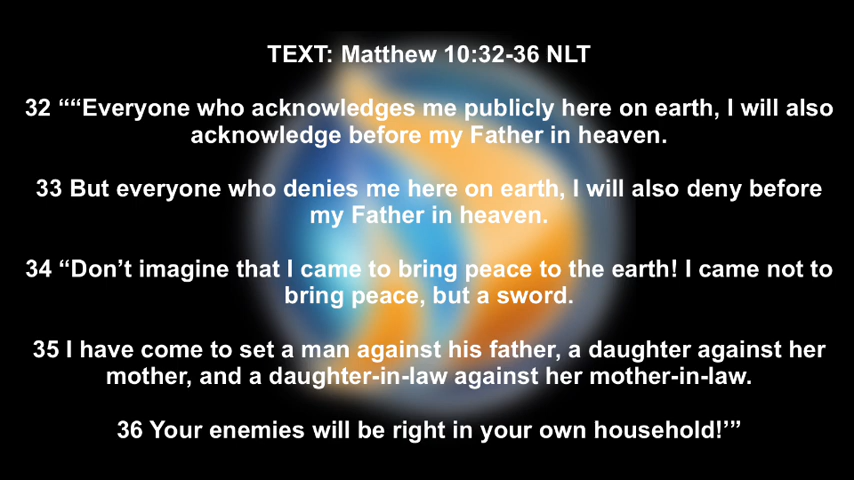 TEXT: Matthew 10:32-36 NLT
32 ““Everyone who acknowledges me publicly here on earth, I will also
acknowledge before my Father in heaven.
33 But everyone who denies me here on earth, I will also deny before
my Father in heaven.
34 “Don’t imagine that I came to bring peace to the earth! I came not to
bring peace, but a sword.
35 I have come to set a man against his father, a daughter against her
mother, and a daughter-in-law against her mother-in-law.
36 Your enemies will be right in your own household!’”